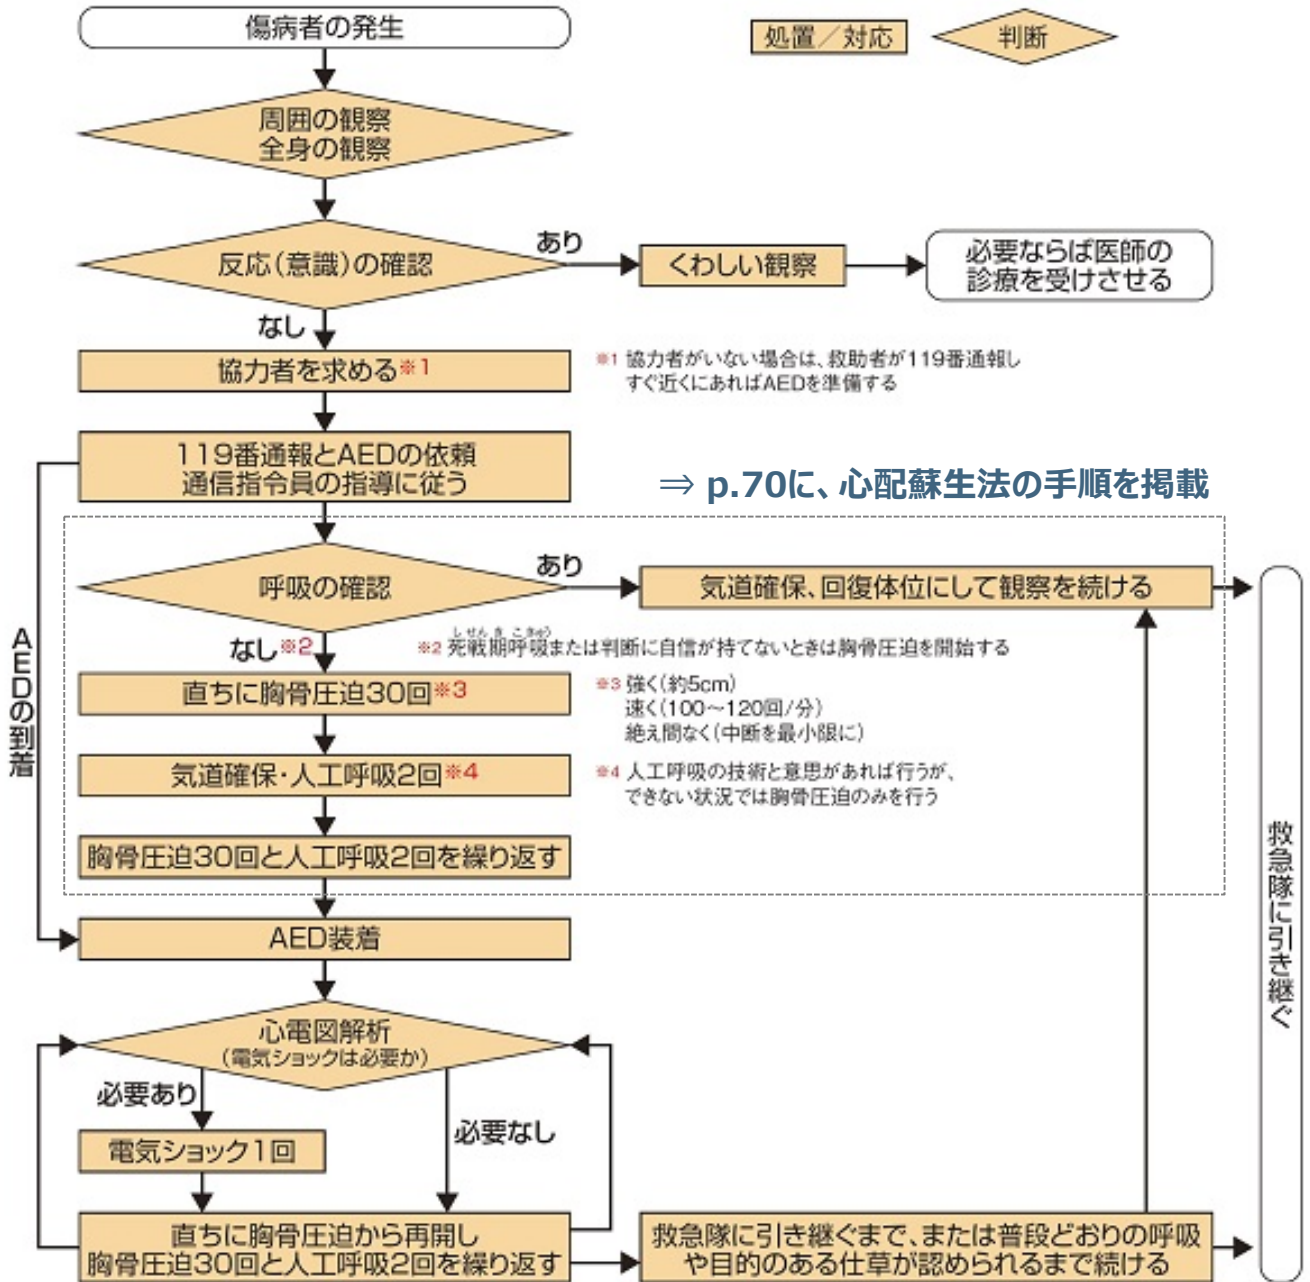 傷病者の発生
処置／対応
判断
周囲の観察
全身の観察
反応(意識)の確認
あり
くわしい観察
必要ならば医師の
診療を受けさせる
なし
協力者を求める※1
※1 協力者がいない場合は、救助者が119番通報し
すぐ近くにあればAEDを準備する
119番通報とAEDの依頼
通信指令員の指導に従う
⇒ p.70に、心配蘇生法の手順を掲載
呼吸の確認
あり
気道確保、回復体位にして観察を続ける
AEDの到着
なし※2
しせんきこきゅう
※2 死戦期呼吸または判断に自信が持てないときは胸骨圧迫を開始する
直ちに胸骨圧迫30回※3
※3 強く(約5cm)
速く(100～120回/分)
絶え間なく(中断を最小限に)
気道確保・人工呼吸2回※4
※4 人工呼吸の技術と意思があれば行うが、
できない状況では胸骨圧迫のみを行う
胸骨圧迫30回と人工呼吸2回を繰り返す
救急隊に引き継ぐ
AED装着
心電図解析
(電気ショックは必要か)
必要あり
必要なし
電気ショック1回
直ちに胸骨圧迫から再開し
胸骨圧迫30回と人工呼吸2回を繰り返す
救急隊に引き継ぐまで、または普段どおりの呼吸
や目的のある仕草が認められるまで続ける